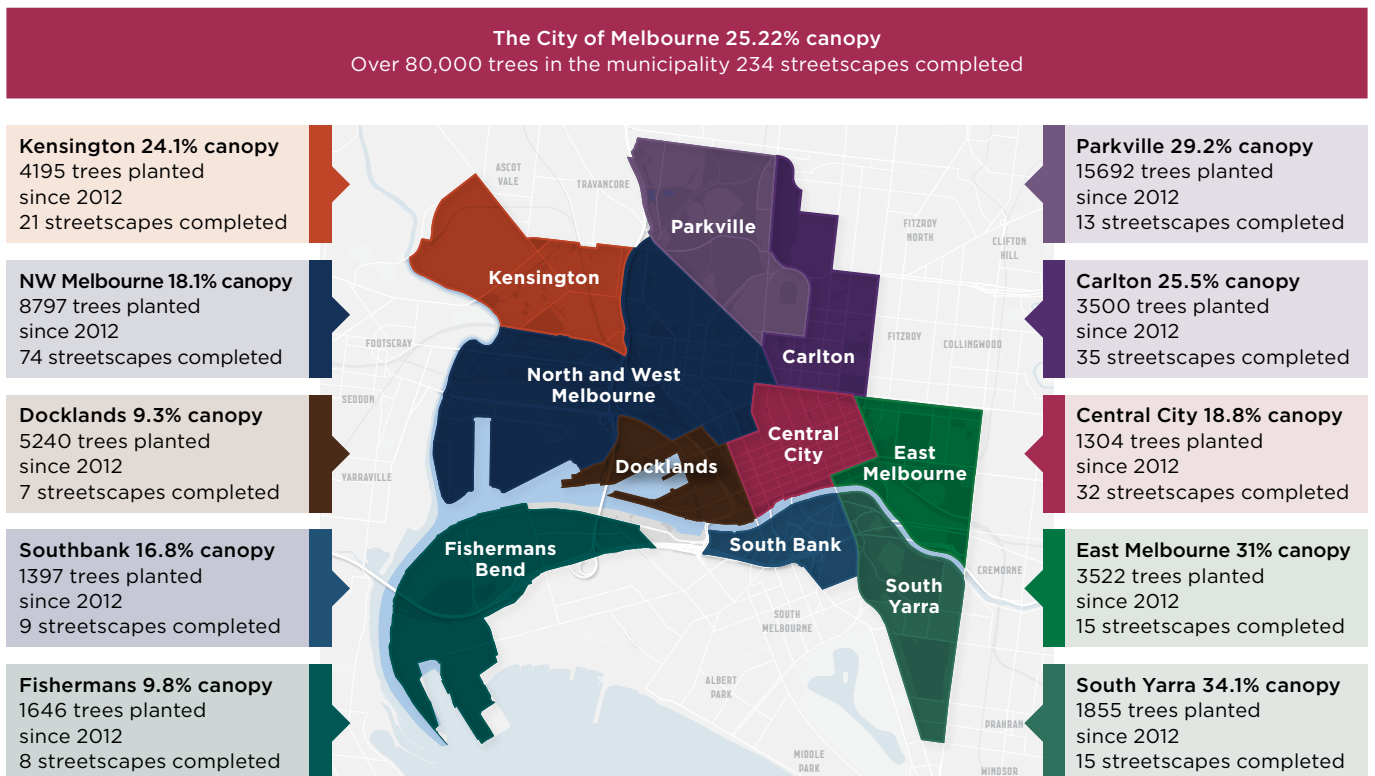 The City of Melbourne 25.22% canopy
Over 80,000 trees in the municipality 234 streetscapes completed
Kensington 24.1% canopy
4195 trees planted
since 2012
21 streetscapes completed
NW Melbourne 18.1% canopy
8797 trees planted
since 2012
74 streetscapes completed
Docklands 9.3% canopy
5240 trees planted
since 2012
7 streetscapes completed
Southbank 16.8% canopy
1397 trees planted
since 2012
9 streetscapes completed
Fishermans 9.8% canopy
1646 trees planted
since 2012
8 streetscapes completed
ASCOT
VALE
TRAVANCORE
Parkville
FITZROY
NORTH
CLIFTON
HILL
Kensington
FOOTSCRAY
FITZROY
COLLINGWOOD
Carlton
North and West
Melbourne
SEDDON
Central
City
East
Melbourne
Docklands
YARRAVILLE
Fishermans
Bend
South Bank
CREMORNE
South
Yarra
SOUTH
MELBOURNE
ALBERT
PARK
PRAHRAN
MIDDLE
PARK
WINDSOR
Parkville 29.2% canopy
15692 trees planted
since 2012
13 streetscapes completed
Carlton 25.5% canopy
3500 trees planted
since 2012
35 streetscapes completed
Central City 18.8% canopy
1304 trees planted
since 2012
32 streetscapes completed
East Melbourne 31% canopy
3522 trees planted
since 2012
15 streetscapes completed
South Yarra 34.1% canopy
1855 trees planted
since 2012
15 streetscapes completed